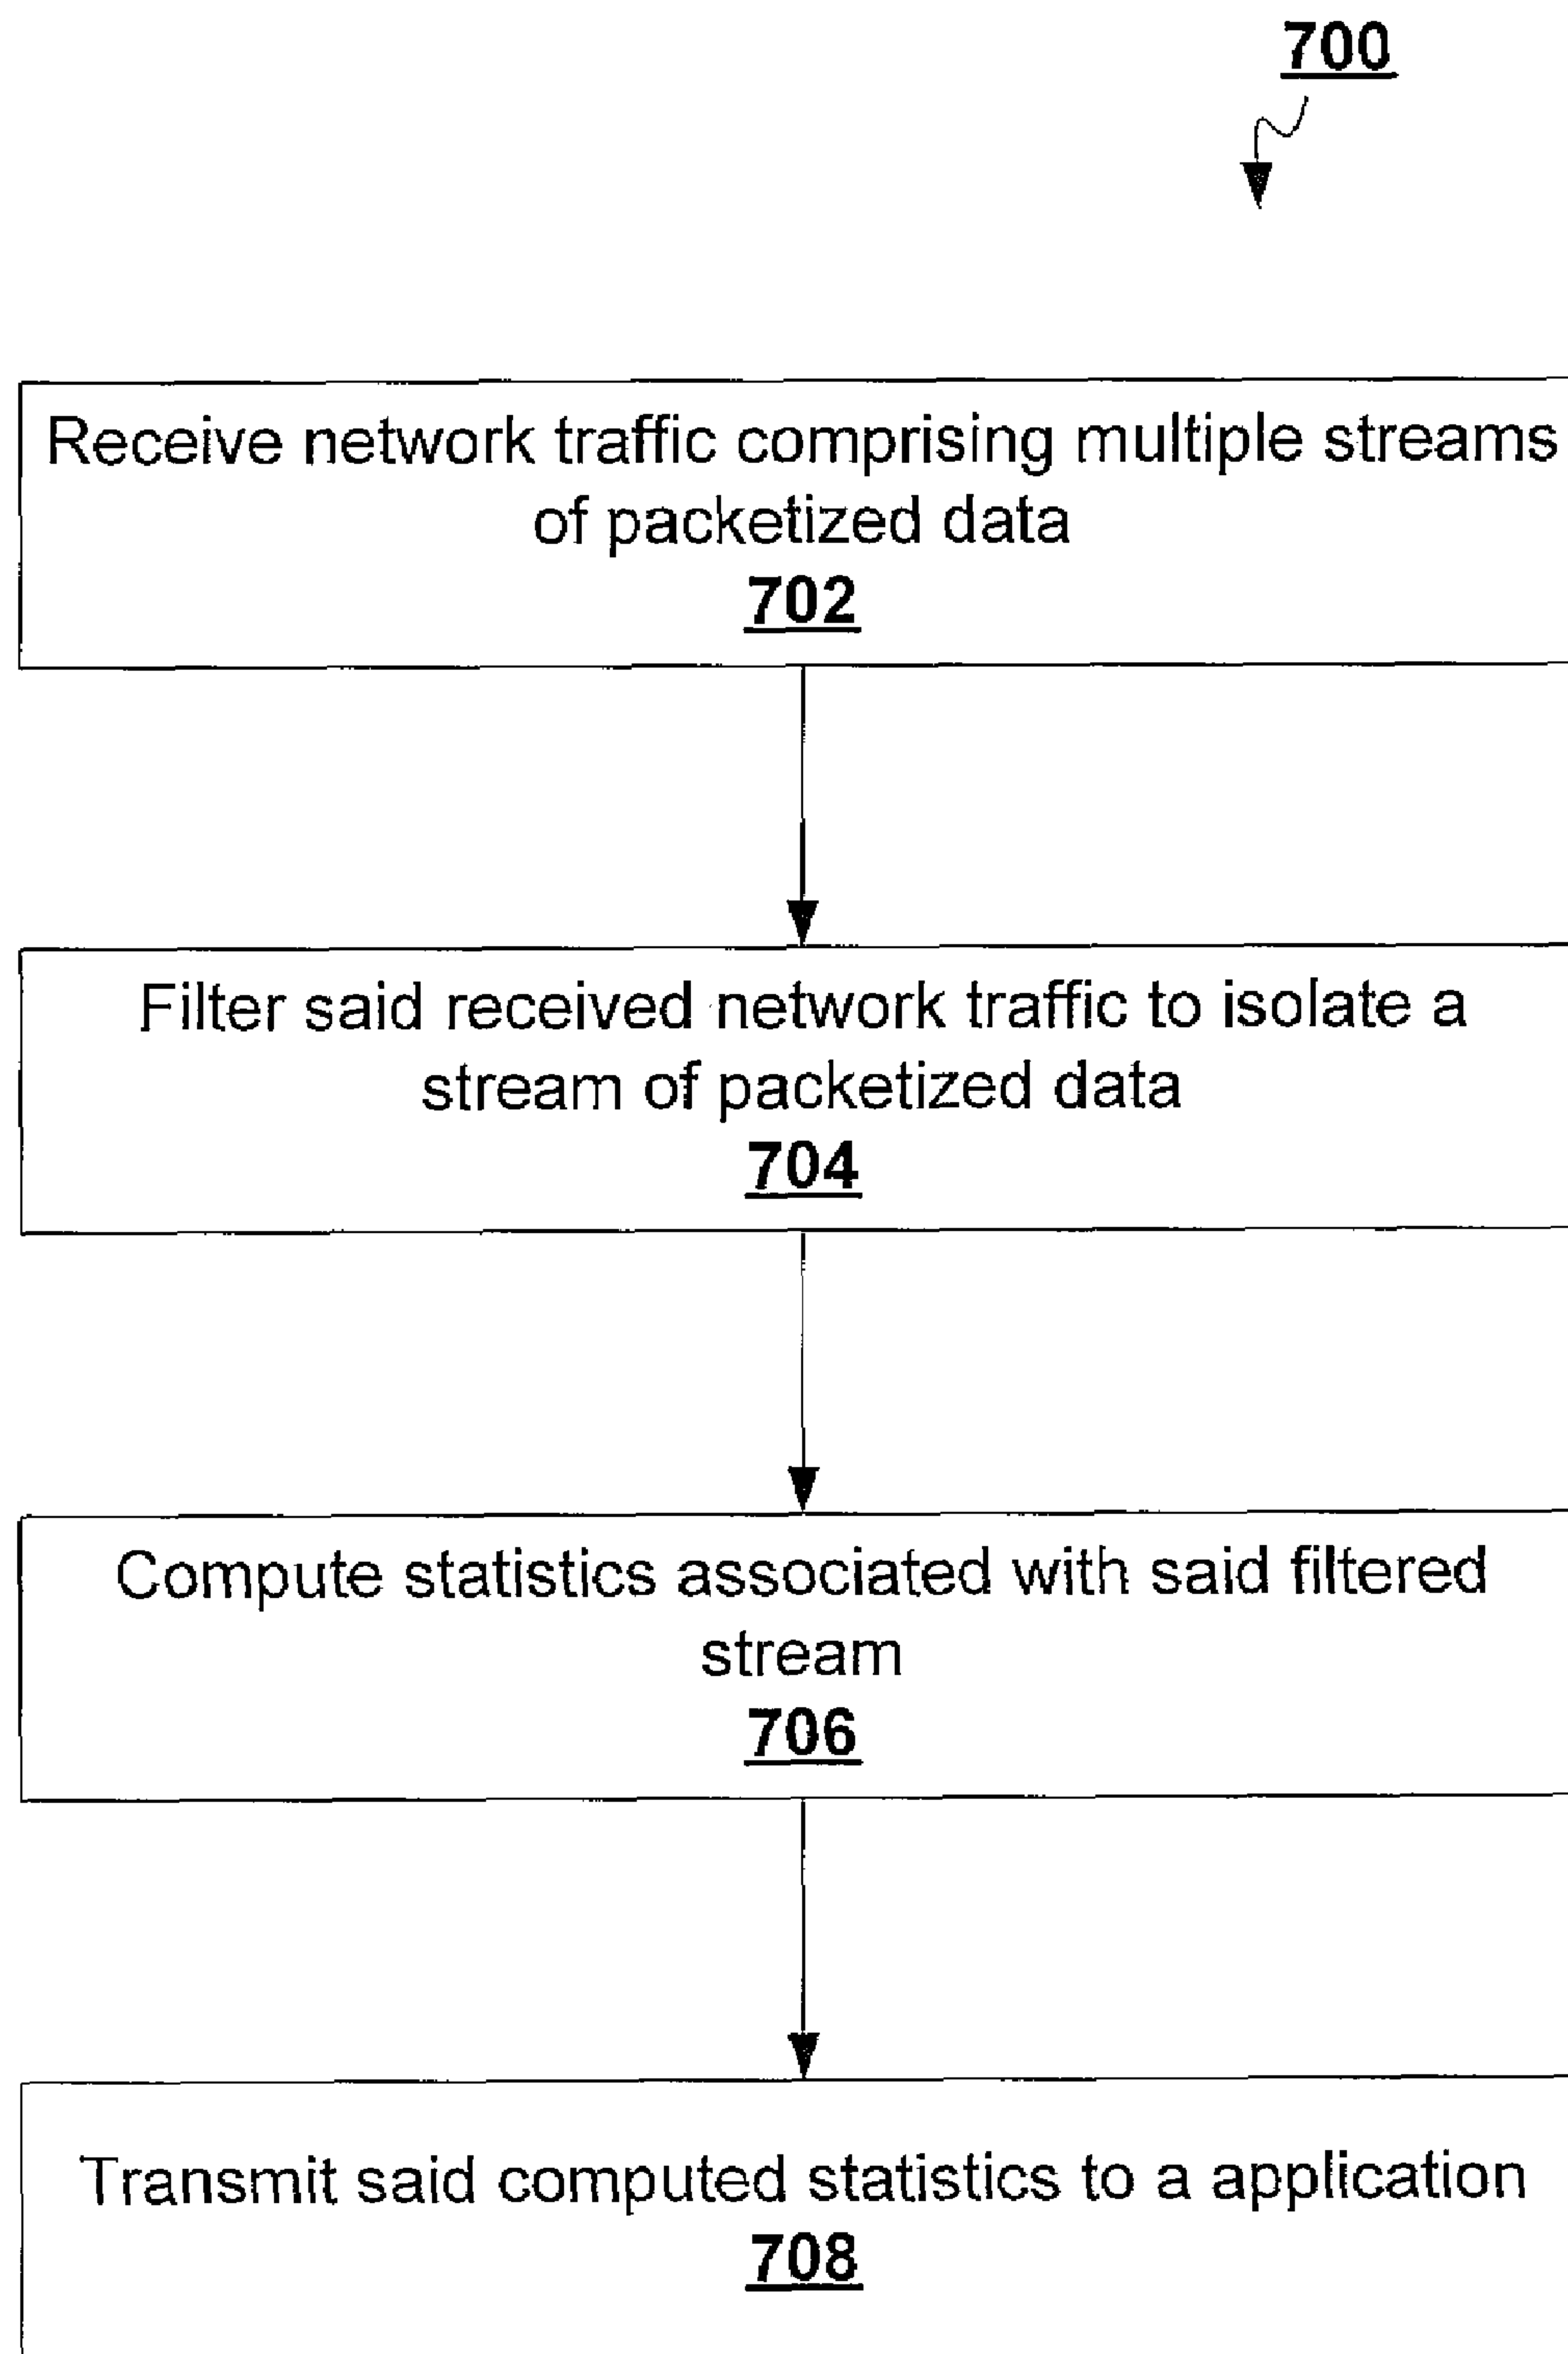 700
Receive network traffic comprising multiple streams
of packetized data
702
Filter said received network traffic to isolate a
stream of packetized data
704
Compute statistics associated with said filtered
stream
706
Transmit said computed statistics to a application
708